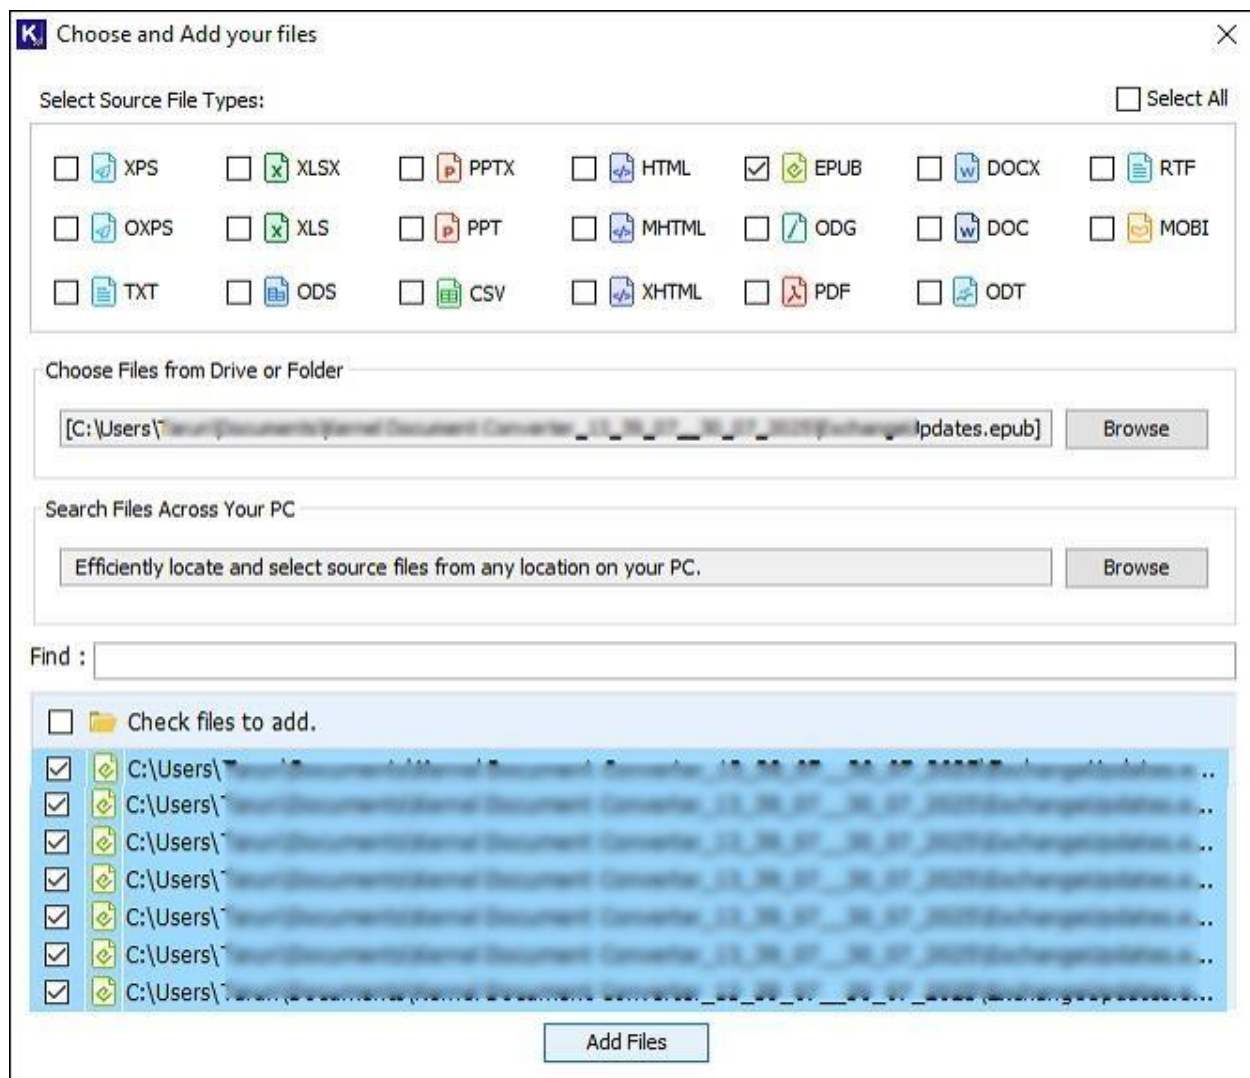 Choose and Add your files
Select Source File Types:
Select All
XPS XLSX PPTX HTML EPUB DOCX RTF
OXPS XLS PPT MHTML ODG DOC MOBI
TXT ODS CSV XHTML PDF ODT
Choose Files from Drive or Folder
[C:\Users\ pdates.epub]
Browse
Search Files Across Your PC
Efficiently locate and select source files from any location on your PC.
Browse
Find :
Check files to add.
C:\Users\ ...
C:\Users\ ...
C:\Users\ ...
C:\Users\ ...
C:\Users\ ...
C:\Users\ ...
C:\Users\ ...
Add Files